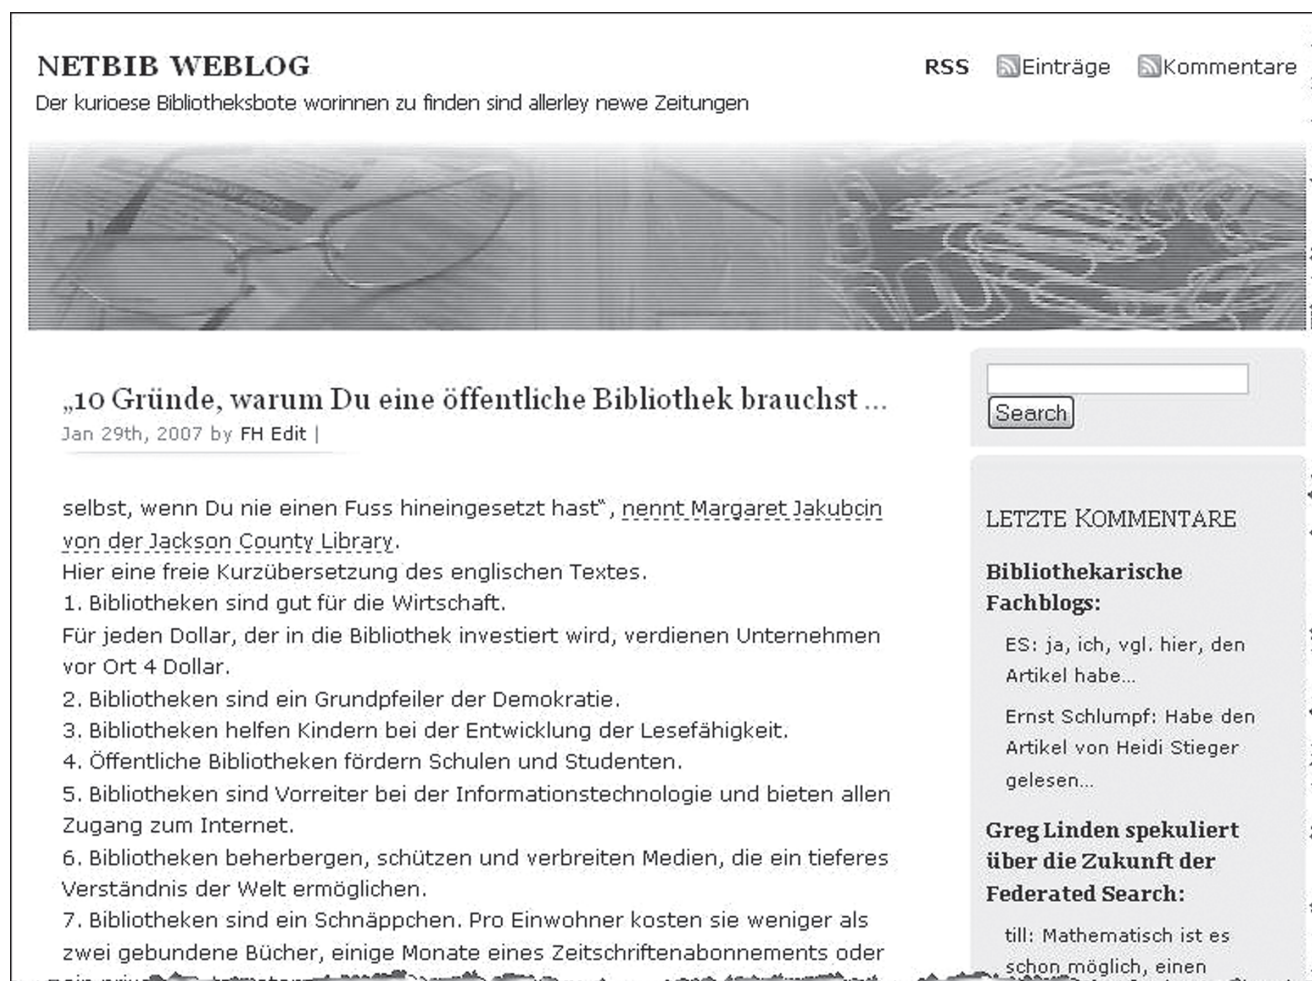 NETBIB WEBLOG
Der kurioese Bibliotheksbote worinnen zu finden sind allerley newe Zeitungen
RSS Einträge Kommentare
„10 Gründe, warum Du eine öffentliche Bibliothek brauchst ...
Jan 29th, 2007 by FH Edit |
selbst, wenn Du nie einen Fuss hineingesetzt hast“, nennt Margaret Jakubcin
von der Jackson County Library.
Hier eine freie Kurzübersetzung des englischen Textes.
1. Bibliotheken sind gut für die Wirtschaft.
Für jeden Dollar, der in die Bibliothek investiert wird, verdienen Unternehmen
vor Ort 4 Dollar.
2. Bibliotheken sind ein Grundpfeiler der Demokratie.
3. Bibliotheken helfen Kindern bei der Entwicklung der Lesefähigkeit.
4. Öffentliche Bibliotheken fördern Schulen und Studenten.
5. Bibliotheken sind Vorreiter bei der Informationstechnologie und bieten allen
Zugang zum Internet.
6. Bibliotheken beherbergen, schützen und verbreiten Medien, die ein tieferes
Verständnis der Welt ermöglichen.
7. Bibliotheken sind ein Schnäppchen. Pro Einwohner kosten sie weniger als
zwei gebundene Bücher, einige Monate eines Zeitschriftenabonnements oder
Search
LETZTE KOMMENTARE
Bibliothekarische
Fachblogs:
ES: ja, ich, vgl. hier, den
Artikel habe...
Ernst Schlumpf: Habe den
Artikel von Heidi Stieger
gelesen...
Greg Linden spekuliert
über die Zukunft der
Federated Search:
till: Mathematisch ist es
schon möglich, einen